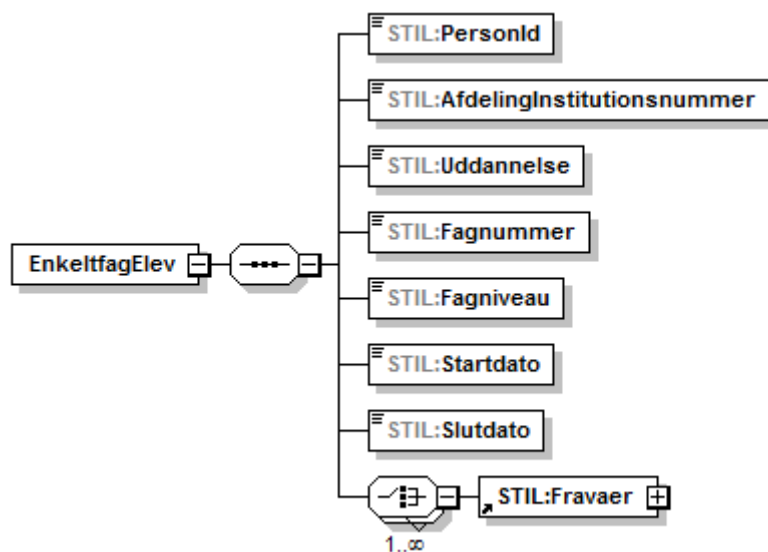 STIL:PersonId
STIL:AfdelingInstitutionsnummer
STIL:Uddannelse
STIL:Fagnummer
EnkeltfagElev
STIL:Fagniveau
STIL:Startdato
STIL:Slutdato
STIL:Fravaer
1..∞